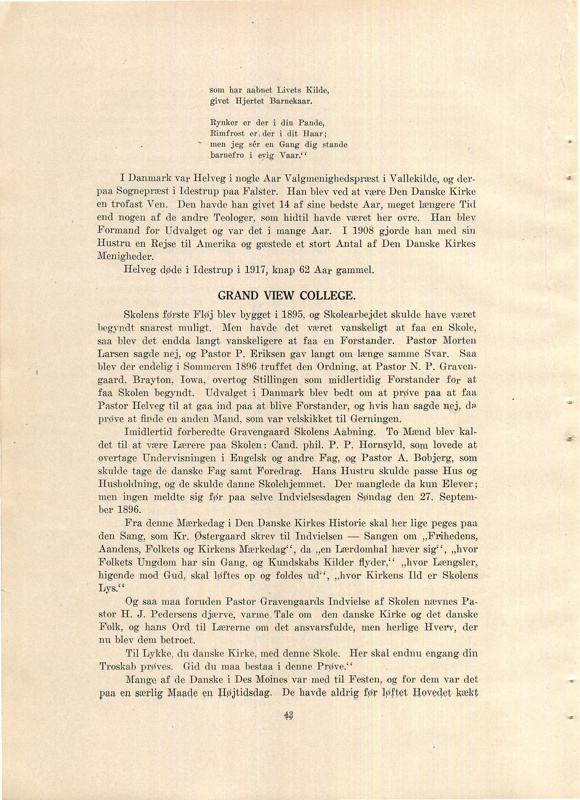 som har aabnet Livets Kilde,
givet Hjertet Barnekaar.
Rynker er der i din Pande,
Rimfrost er der i dit Haar;
men jeg sér en Gang dig stande
barnefro i evig Vaar.“
I Danmark var Helveg i nogle Aar Valgmenighedspræst i Vallekilde, og der-
paa Sognepræst i Idestrup paa Falster. Han blev ved at være Den Danske Kirke
en trofast Ven. Den havde han givet 14 af sine bedste Aar, meget længere Tid
end nogen af de andre Teologer, som hidtil havde været her ovre. Han blev
Formand for Udvalget og var det i mange Aar. I 1908 gjorde han med sin
Hustru en Rejse til Amerika og gæstede et stort Antal af Den Danske Kirkes
Menigheder.
Helveg døde i Idestrup i 1917, knap 62 Aar gammel.
GRAND VIEW COLLEGE.
Skolens første Fløj blev bygget i 1895, og Skolearbejdet skulde have været
begyndt snarest muligt. Men havde det været vanskeligt at faa en Skole,
saa blev det endda langt vanskeligere at faa en Forstander. Pastor Morten
Larsen sagde nej, og Pastor P. Eriksen gav langt om længe samme Svar. Saa
blev der endelig i Sommeren 1896 truffet den Ordning, at Pastor N. P. Graven-
gaard, Brayton, Iowa, overtog Stillingen som midlertidig Forstander for at
faa Skolen begyndt. Udvalget i Danmark blev bedt om at prøve paa at faa
Pastor Helveg til at gaa ind paa at blive Forstander, og hvis han sagde nej, da
prøve at finde en anden Mand, som var velskikket til Gerningen.
Imidlertid forberedte Gravengaard Skolens Aabning. To Mænd blev kal-
det til at være Lærere paa Skolen: Cand. phil. P. P. Hornsyld, som lovede at
overtage Undervisningen i Engelsk og andre Fag, og Pastor A. Bobjerg, som
skulde tage de danske Fag samt Foredrag. Hans Hustru skulde passe Hus og
Husholdning, og de skulde danne Skolehjemmet. Der manglede da kun Elever;
men ingen meldte sig før paa selve Indvielsesdagen Søndag den 27. Septem-
ber 1896.
Fra denne Mærkedag i Den Danske Kirkes Historie skal her lige peges paa
den Sang, som Kr. Østergaard skrev til Indvielsen — Sangen om „Frihedens,
Aandens, Folkets og Kirkens Mærkedag“, da „en Lærdomhal hæver sig“, „hvor
Folkets Ungdom har sin Gang, og Kundskabs Kilder flyder,“ „hvor Længsler,
higende mod Gud, skal løftes op og foldes ud“, „hvor Kirkens Ild er Skolens
Lys.“
Og saa maa foruden Pastor Gravengaards Indvielse af Skolen nævnes Pa-
stor H. J. Pedersens djærve, varme Tale om den danske Kirke og det danske
Folk, og hans Ord til Lærerne om det ansvarsfulde, men herlige Hverv, der
nu blev dem betroet.
Til Lykke, du danske Kirke, med denne Skole. Her skal endnu engang din
Troskab prøves. Gid du maa bestaa i denne Prøve.“
Mange af de Danske i Des Moines var med til Festen, og for dem var det
paa en særlig Maade en Højtidsdag. De havde aldrig før løftet Hovedet kækt